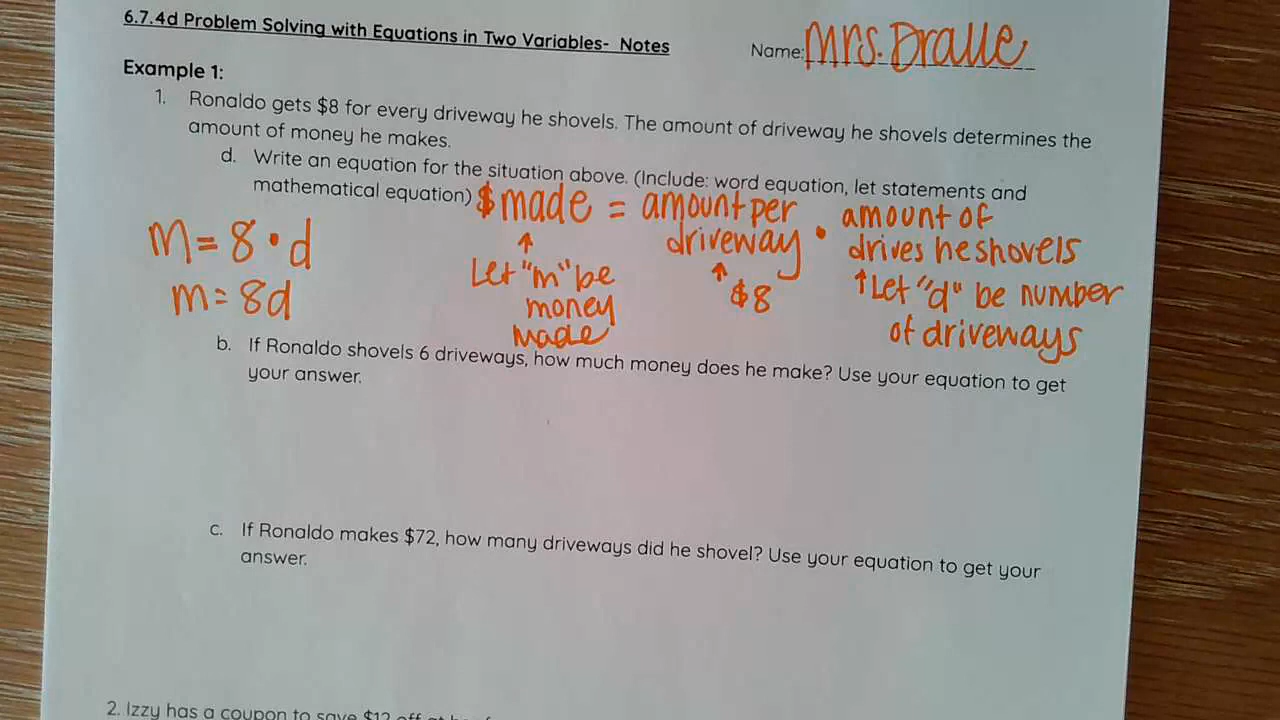 6.7.4d Problem Solving with Equations in Two Variables- Notes
Name: Mrs. Dralle
Example 1:
1. Ronaldo gets $8 for every driveway he shovels. The amount of driveway he shovels determines the
amount of money he makes.
d. Write an equation for the situation above. (Include: word equation, let statements and
mathematical equation)
$ made = amount per driveway • amount of drives he shovels
m = 8 • d
m = 8d
↑
Let "m" be
money
made
↑
$8
↑ Let "d" be number
of driveways
b. If Ronaldo shovels 6 driveways, how much money does he make? Use your equation to get
your answer.
c. If Ronaldo makes $72, how many driveways did he shovel? Use your equation to get your
answer.
2. Izzy has a coupon to save $12 off